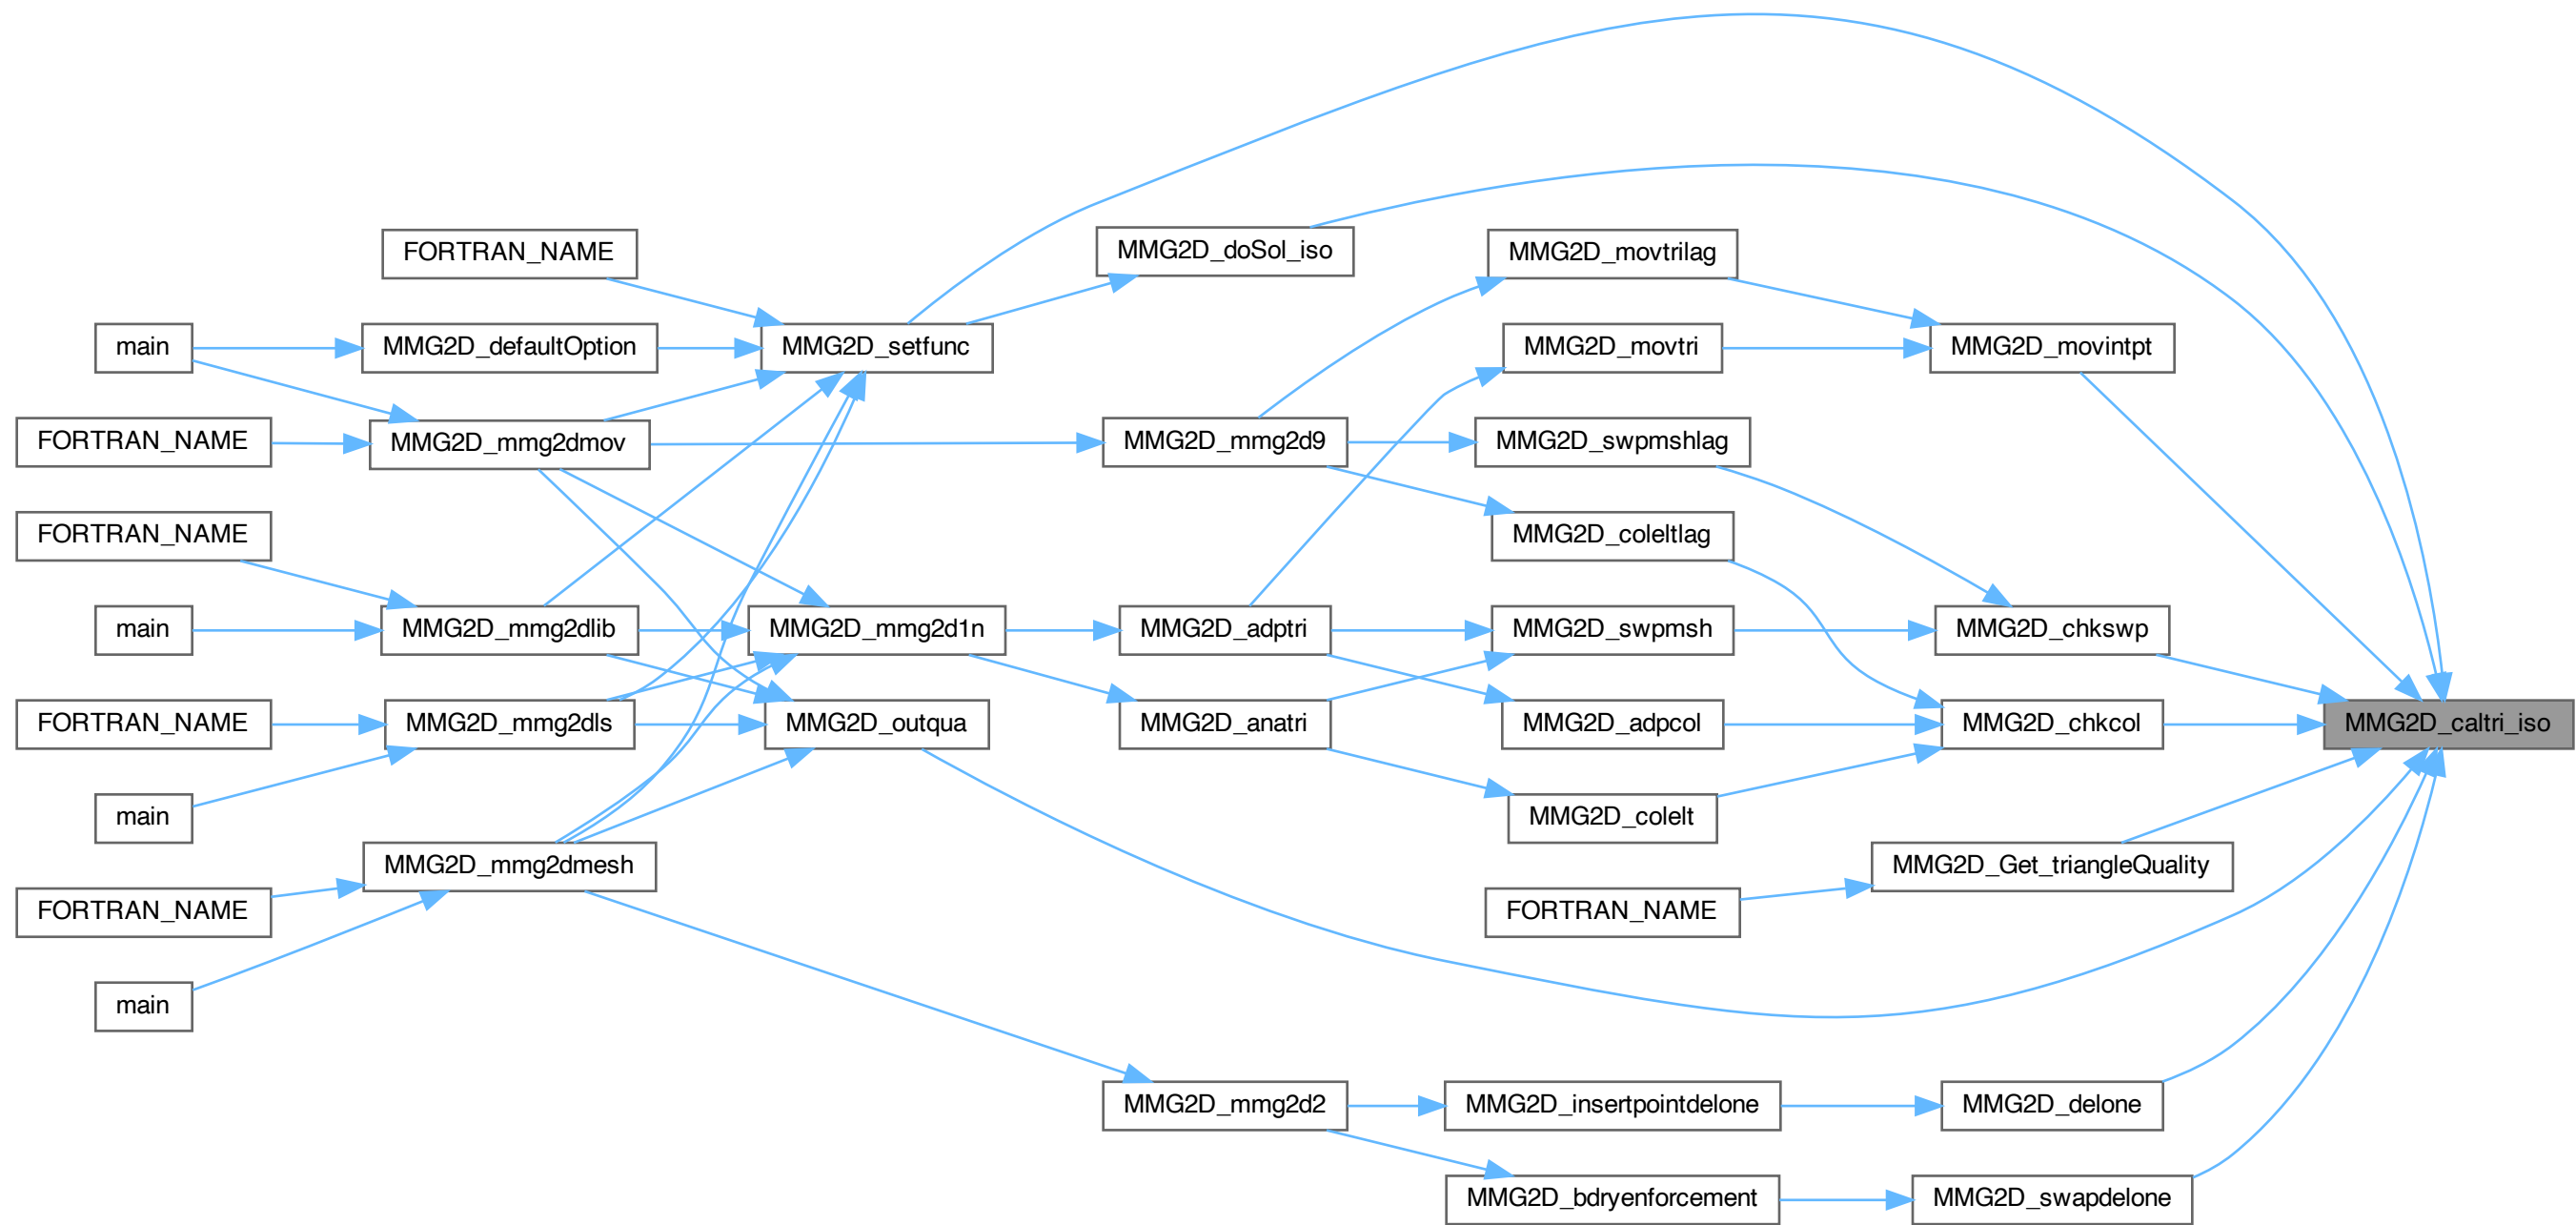 FORTRAN_NAME
MMG2D_doSol_iso
MMG2D_movtrilag
main
MMG2D_defaultOption
MMG2D_setfunc
MMG2D_movtri
MMG2D_movintpt
FORTRAN_NAME
MMG2D_mmg2dmov
MMG2D_mmg2d9
MMG2D_swpmshlag
FORTRAN_NAME
MMG2D_coleltlag
main
MMG2D_mmg2dlib
MMG2D_mmg2d1n
MMG2D_adptri
MMG2D_swpmsh
MMG2D_chkswp
FORTRAN_NAME
MMG2D_mmg2dls
MMG2D_outqua
MMG2D_anatri
MMG2D_adpcol
MMG2D_chkcol
MMG2D_caltri_iso
main
MMG2D_colelt
MMG2D_mmg2dmesh
MMG2D_Get_triangleQuality
FORTRAN_NAME
FORTRAN_NAME
main
MMG2D_mmg2d2
MMG2D_insertpointdelone
MMG2D_delone
MMG2D_bdryenforcement
MMG2D_swapdelone